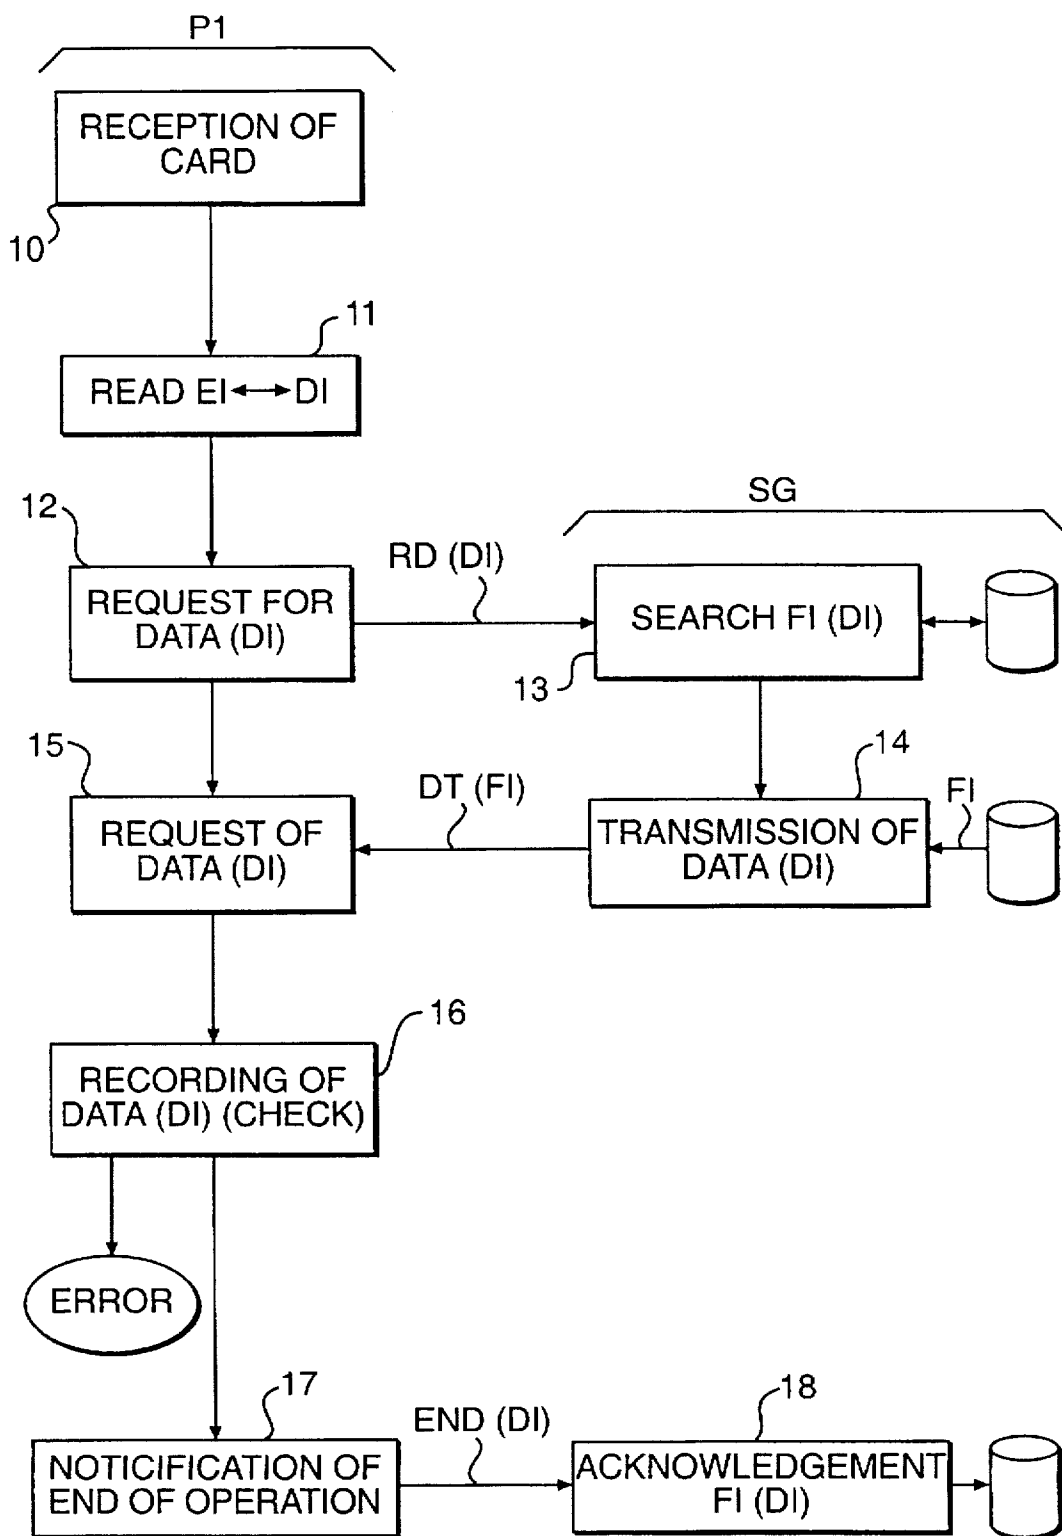 P1
RECEPTION OF
CARD
10
11
READ EI ↔ DI
12
SG
RD (DI)
REQUEST FOR
DATA (DI)
SEARCH FI (DI)
13
15
14
DT (FI)
FI
REQUEST OF
DATA (DI)
TRANSMISSION OF
DATA (DI)
16
RECORDING OF
DATA (DI) (CHECK)
ERROR
17
18
END (DI)
NOTICIFICATION OF
END OF OPERATION
ACKNOWLEDGEMENT
FI (DI)